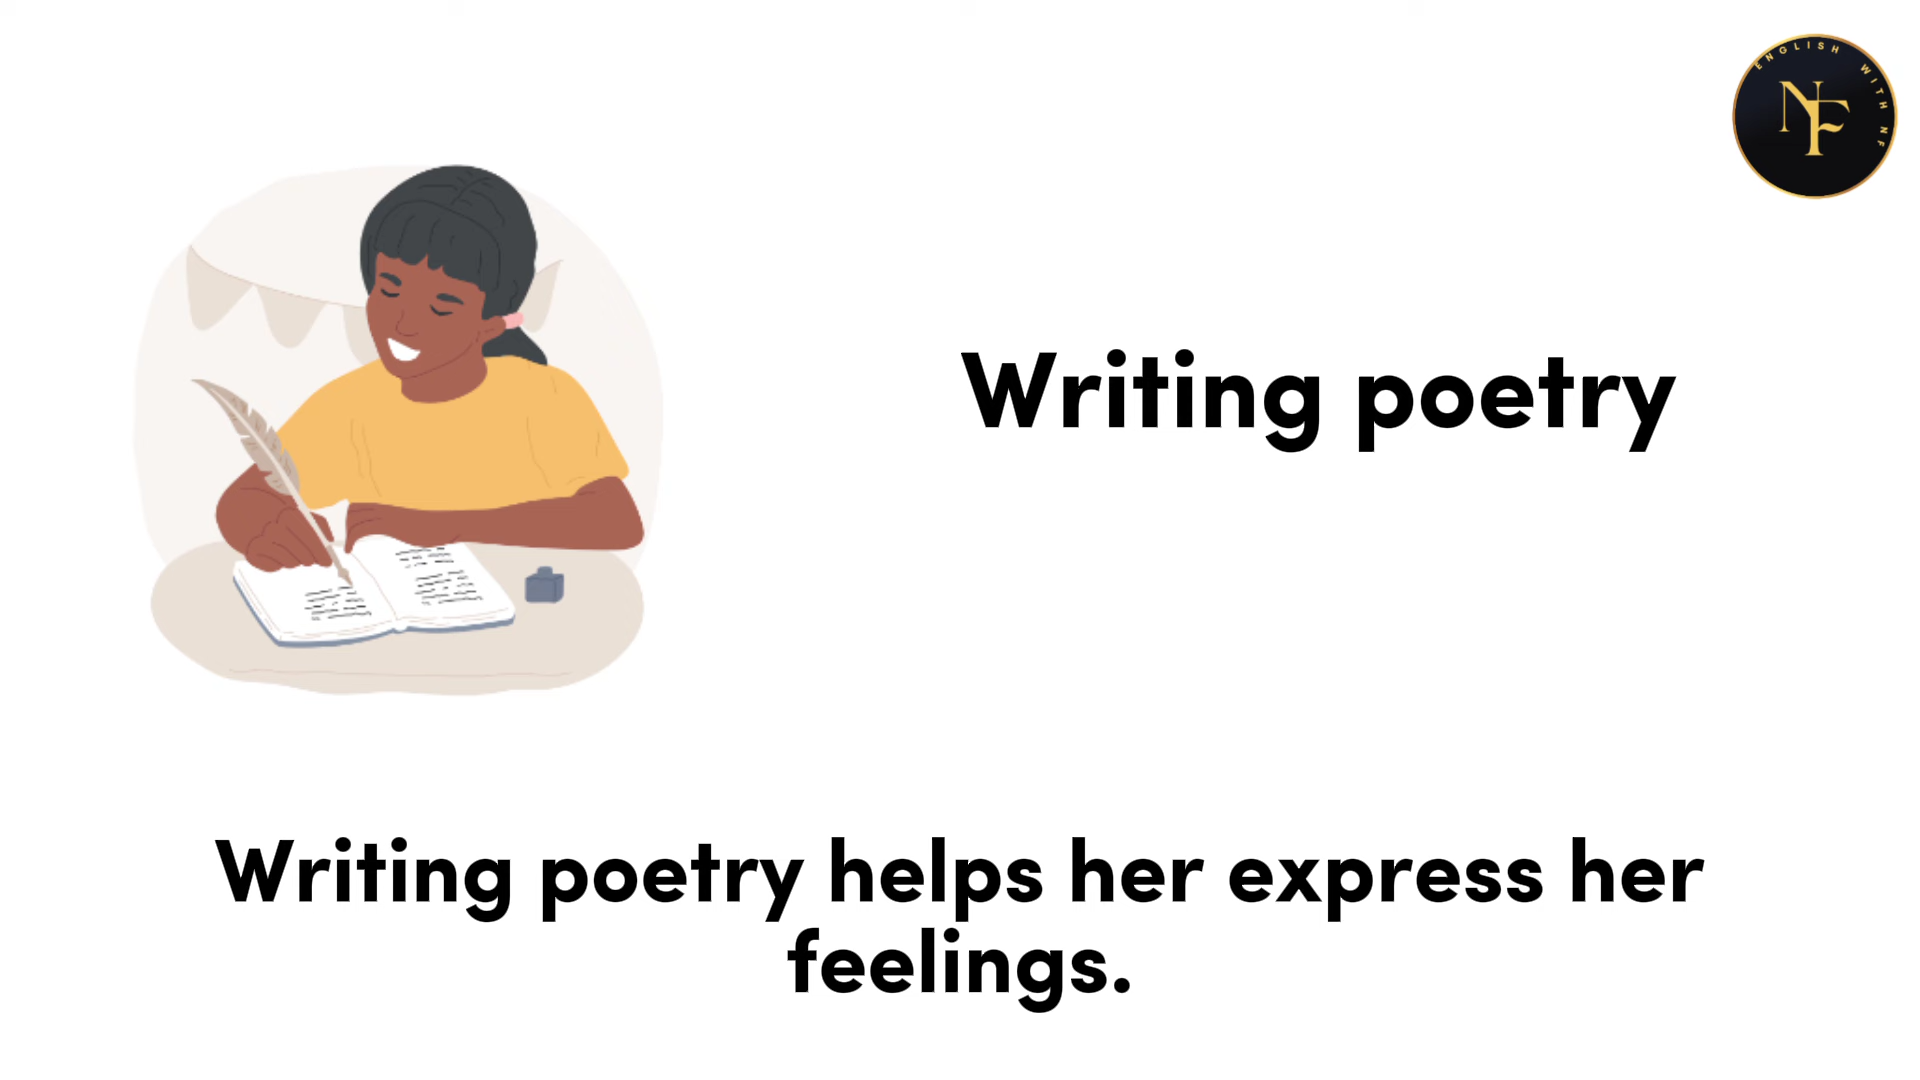 ENGLISH WITH NF
NF
Writing poetry
Writing poetry helps her express her
feelings.